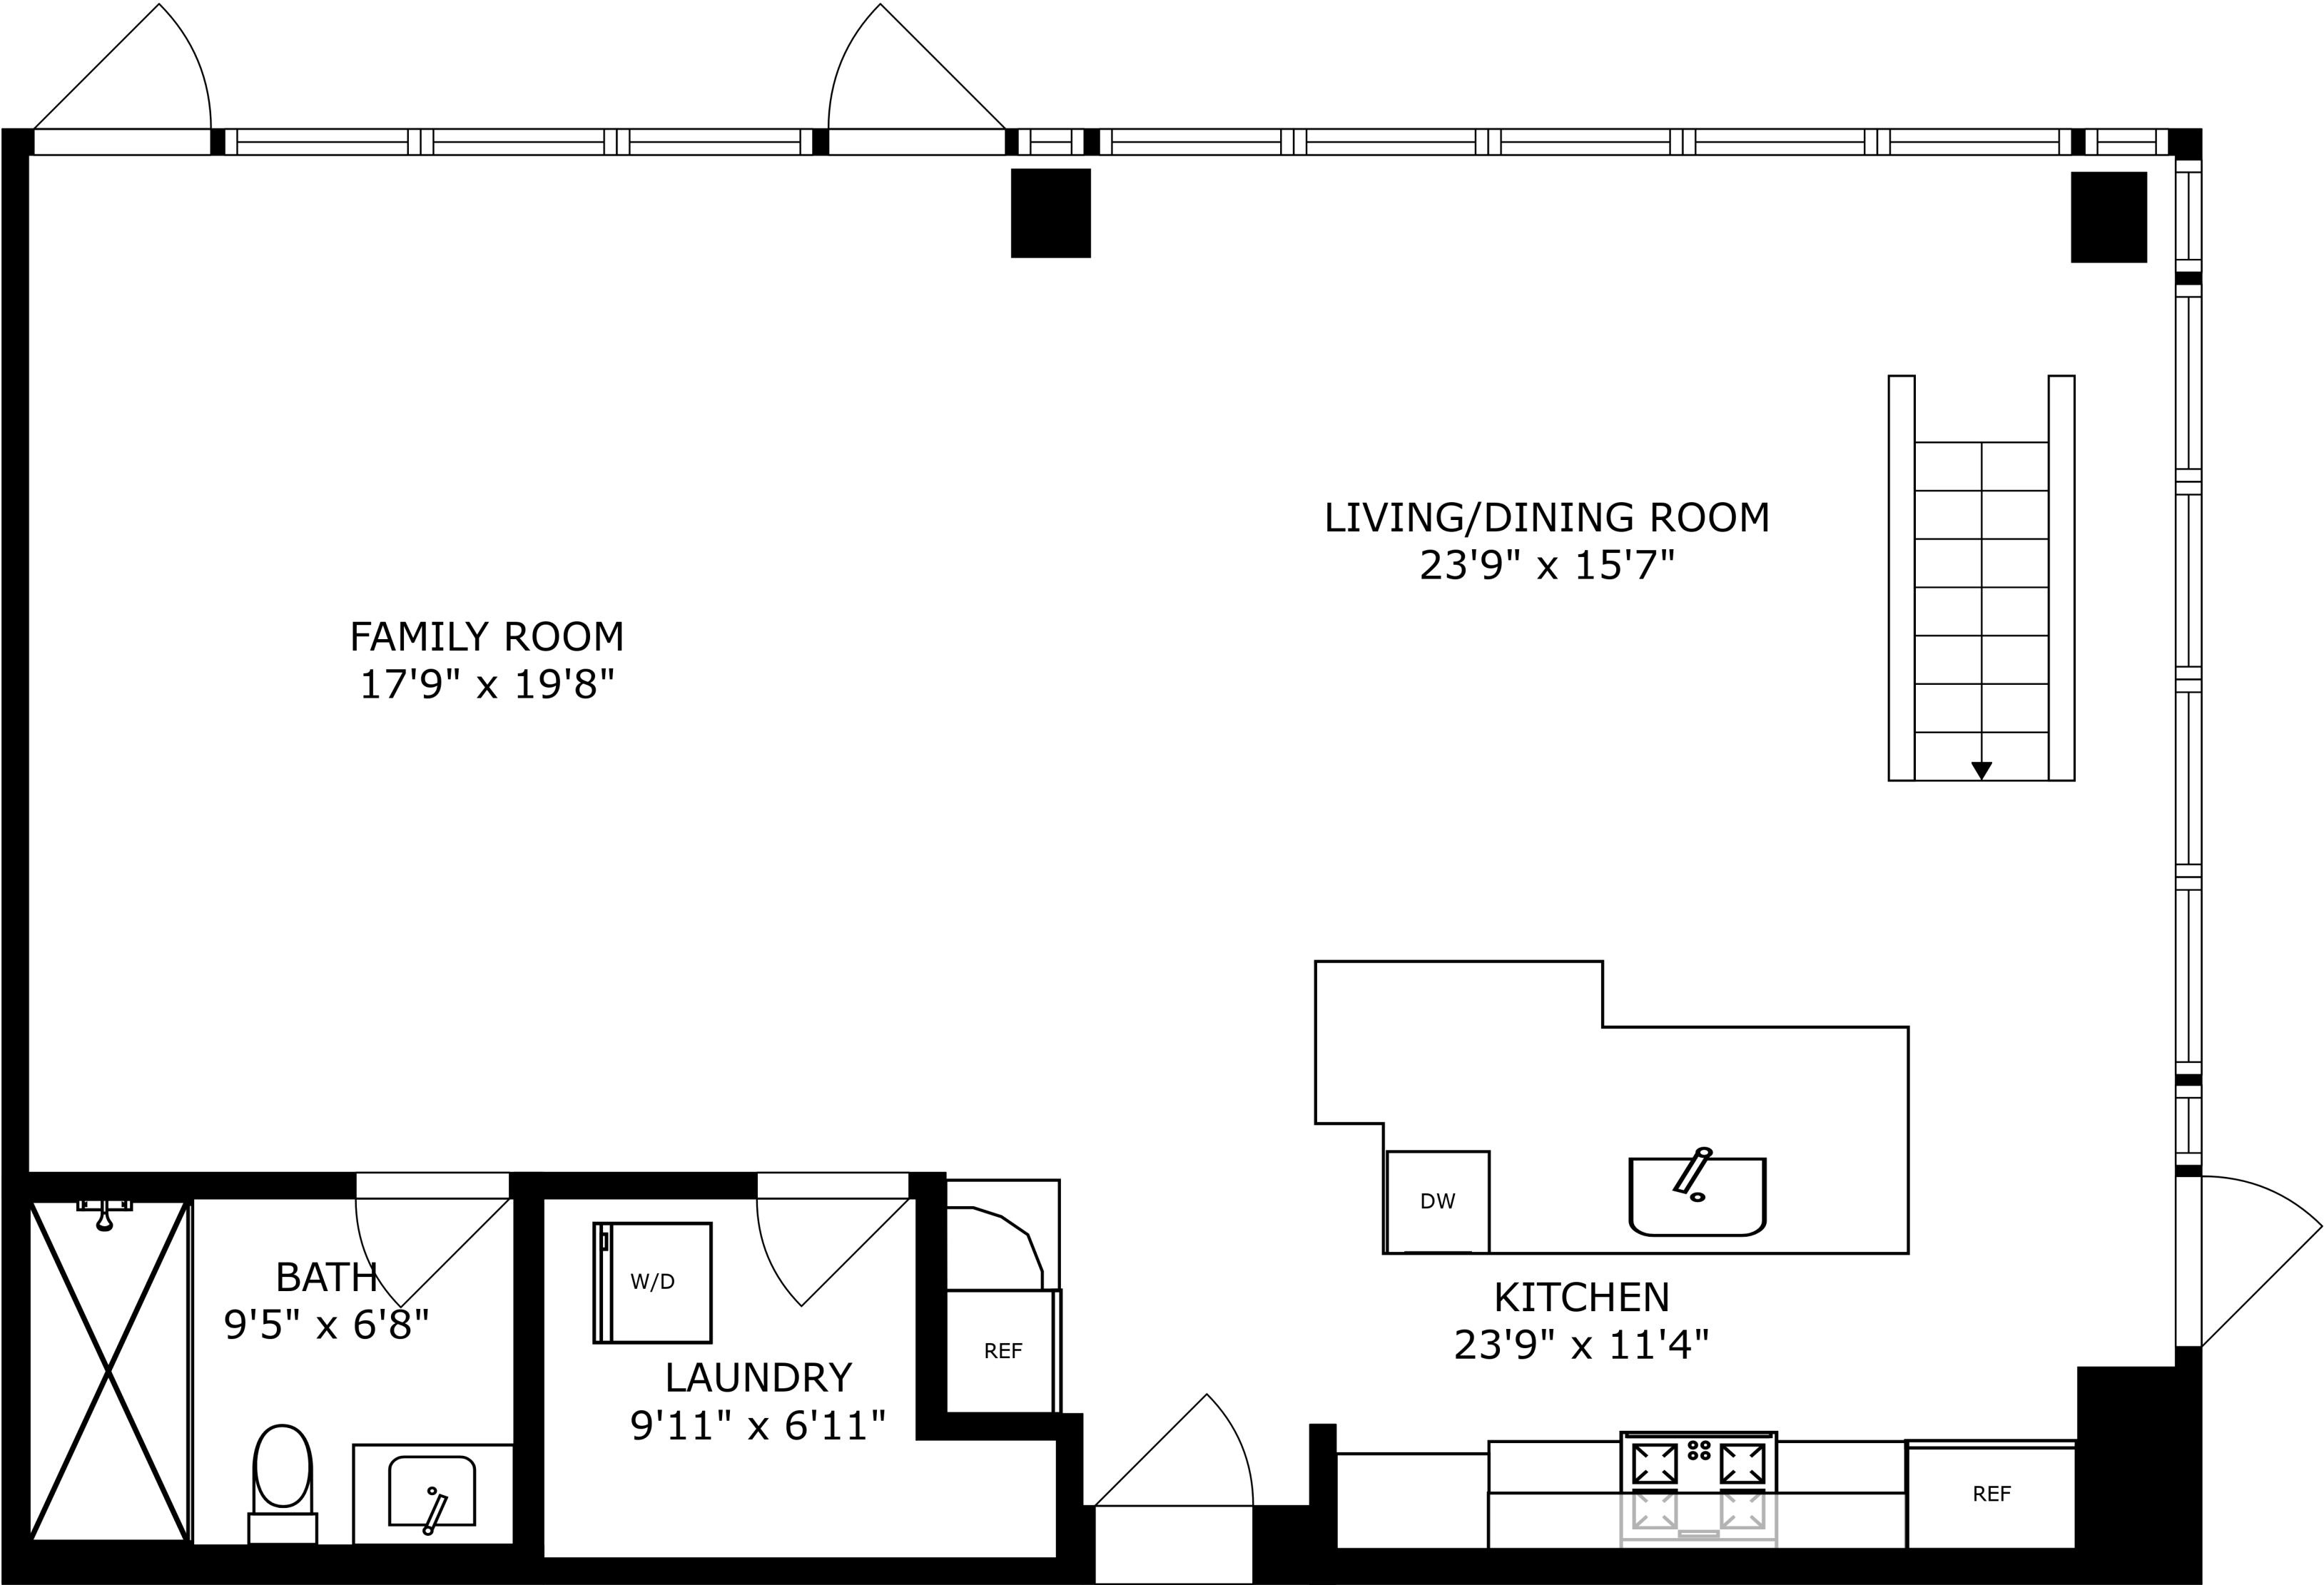 LIVING/DINING ROOM
23'9" x 15'7"
FAMILY ROOM
17'9" x 19'8"
DW
BATH
9'5" x 6'8"
W/D
LAUNDRY
9'11" x 6'11"
REF
KITCHEN
23'9" x 11'4"
REF